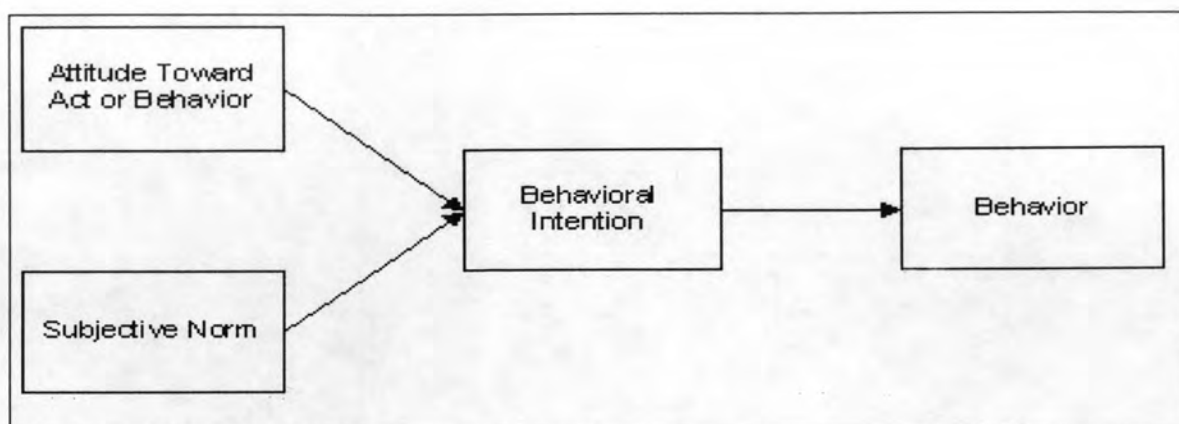 Attitude Toward
Act or Behavior
Subjective Norm
Behavioral
Intention
Behavior